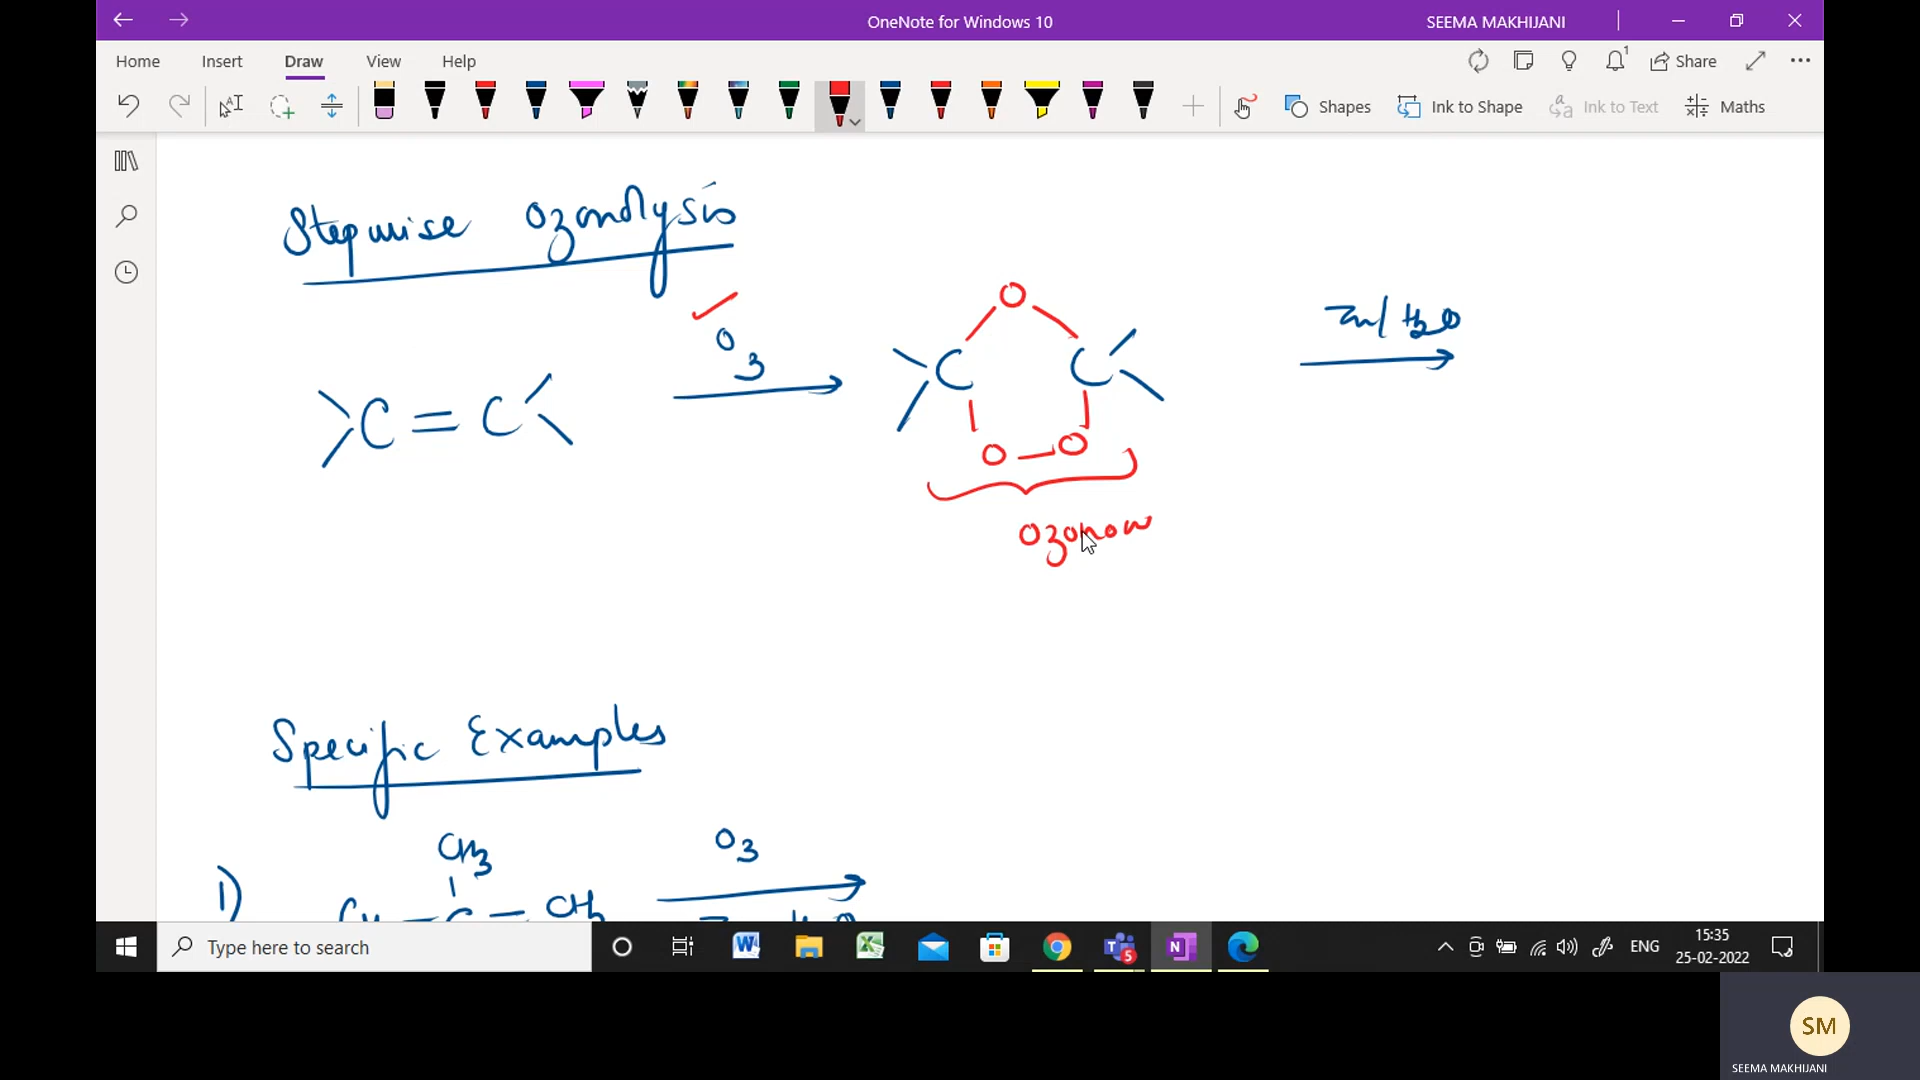 OneNote for Windows 10
SEEMA MAKHIJANI
Home Insert Draw View Help
1 Share
Shapes Ink to Shape Ink to Text Maths
Stepwise Ozonolysis
O3
C = C
O
C C
O – O
Zn/H2O
Specific Examples
1)
CH3
O3
Type here to search
5
ENG
15:35
25-02-2022
SM
SEEMA MAKHIJANI